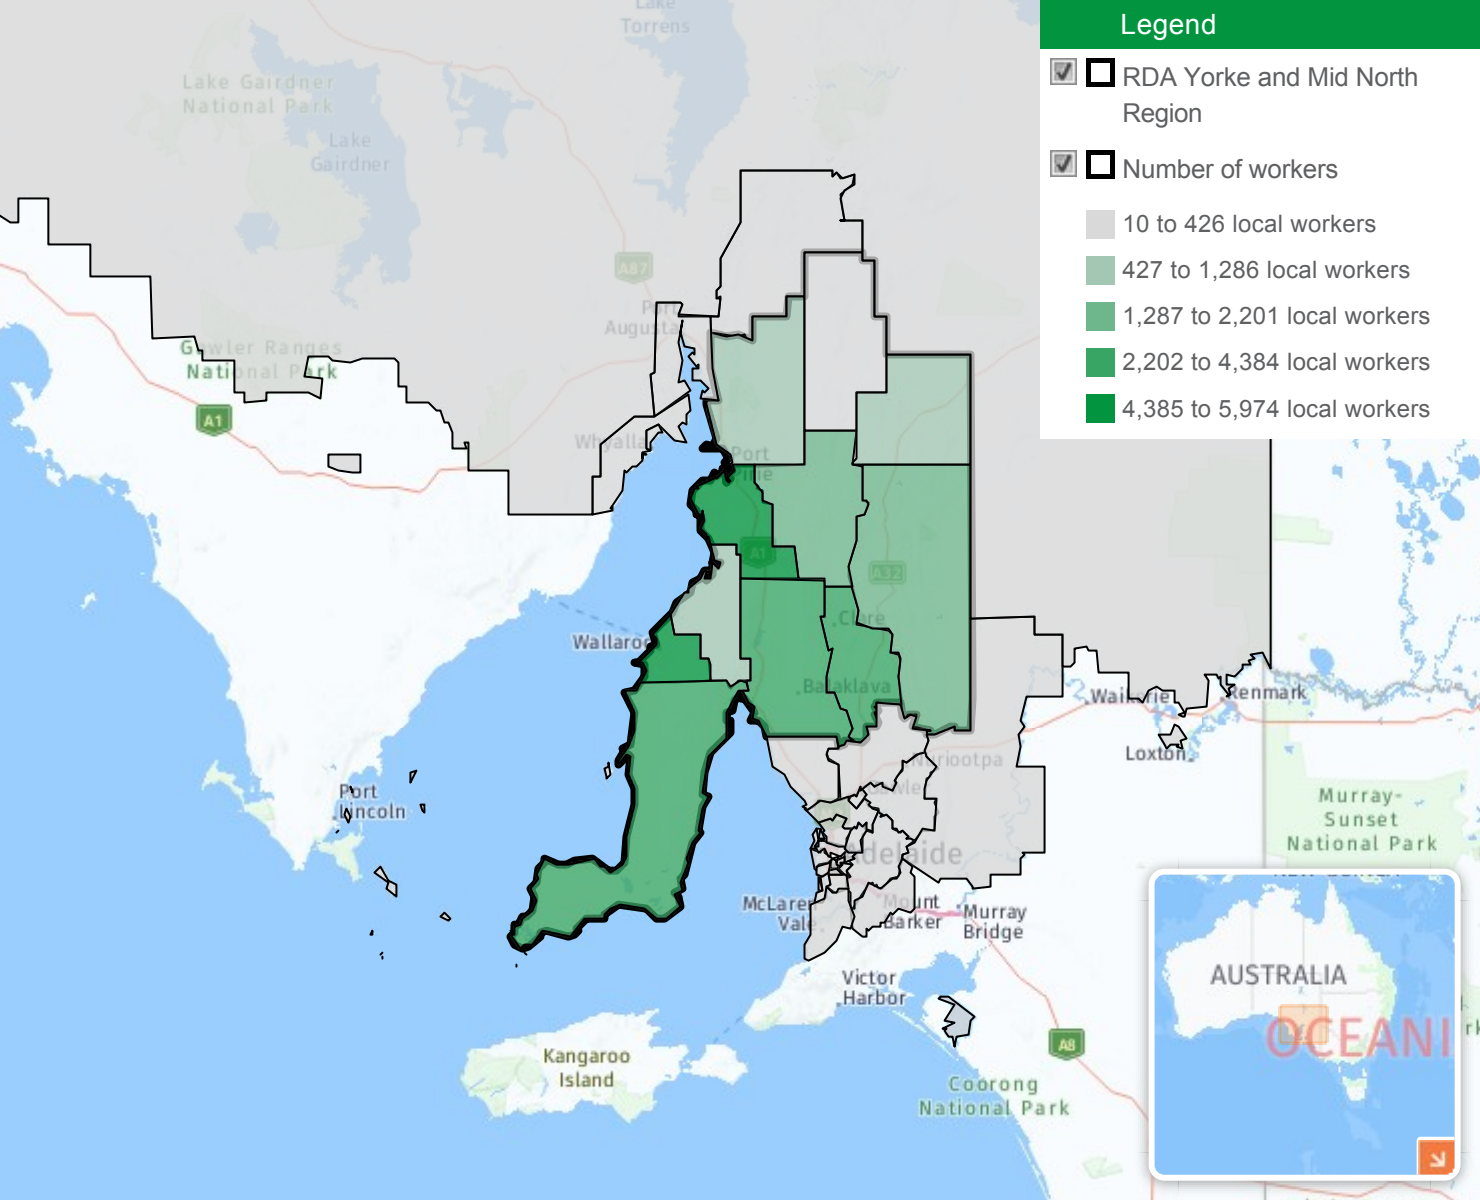 Lake
Torrens
Legend
Lake Gairdner
National Park
RDA Yorke and Mid North
Region
Lake
Gairdner
Number of workers
10 to 426 local workers
A87
427 to 1,286 local workers
Port
Augusta
1,287 to 2,201 local workers
Gawler Ranges
National Park
2,202 to 4,384 local workers
A1
4,385 to 5,974 local workers
Whyalla
Port
Pirie
A1
A32
Clare
Wallaroo
Balaklava
Waikerie
Renmark
Loxton
Nuriootpa
Gawler
Port
Lincoln
Murray-
Sunset
National Park
Adelaide
McLaren
Vale
Mount
Barker
Murray
Bridge
Victor
Harbor
AUSTRALIA
OCEANI
A8
Kangaroo
Island
Coorong
National Park